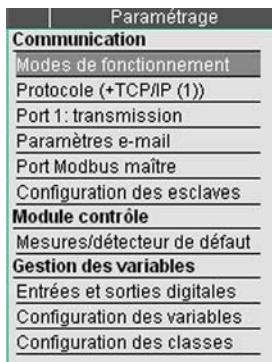 Paramétrage
Communication
Modes de fonctionnement
Protocole (+TCP/IP (1))
Port 1: transmission
Paramètres e-mail
Port Modbus maître
Configuration des esclaves
Module contrôle
Mesures/détecteur de défaut
Gestion des variables
Entrées et sorties digitales
Configuration des variables
Configuration des classes